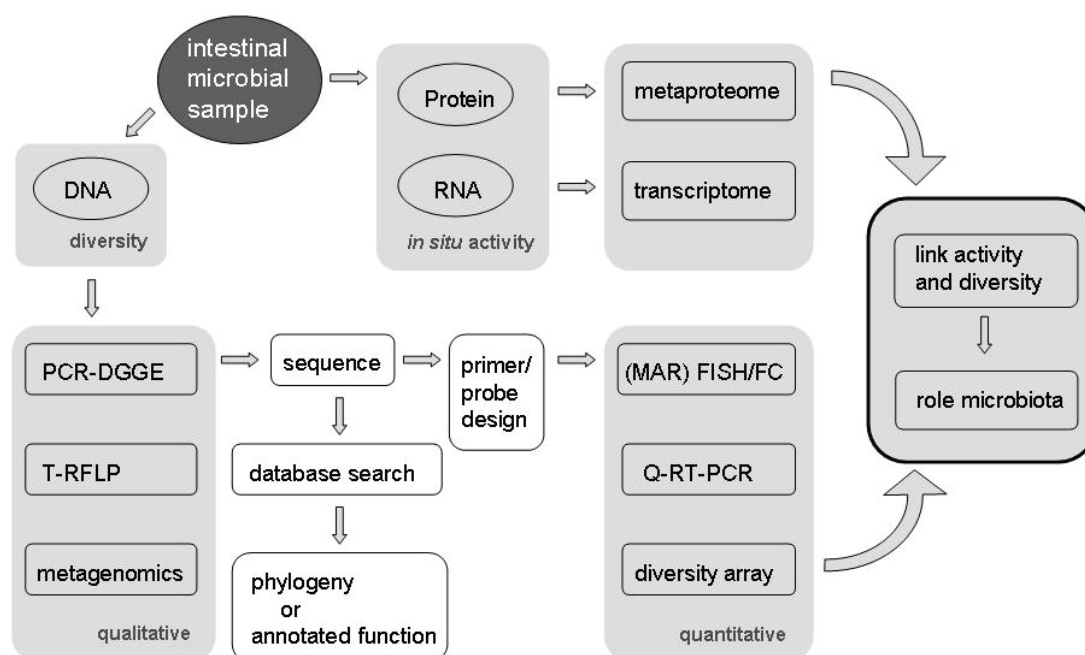 intestinal
microbial
sample
Protein
RNA
in situ activity
metaproteome
transcriptome
DNA
diversity
link activity
and diversity
role microbiota
PCR-DGGE
T-RFLP
metagenomics
qualitative
sequence
database search
phylogeny
or
annotated function
primer/
probe
design
(MAR) FISH/FC
Q-RT-PCR
diversity array
quantitative